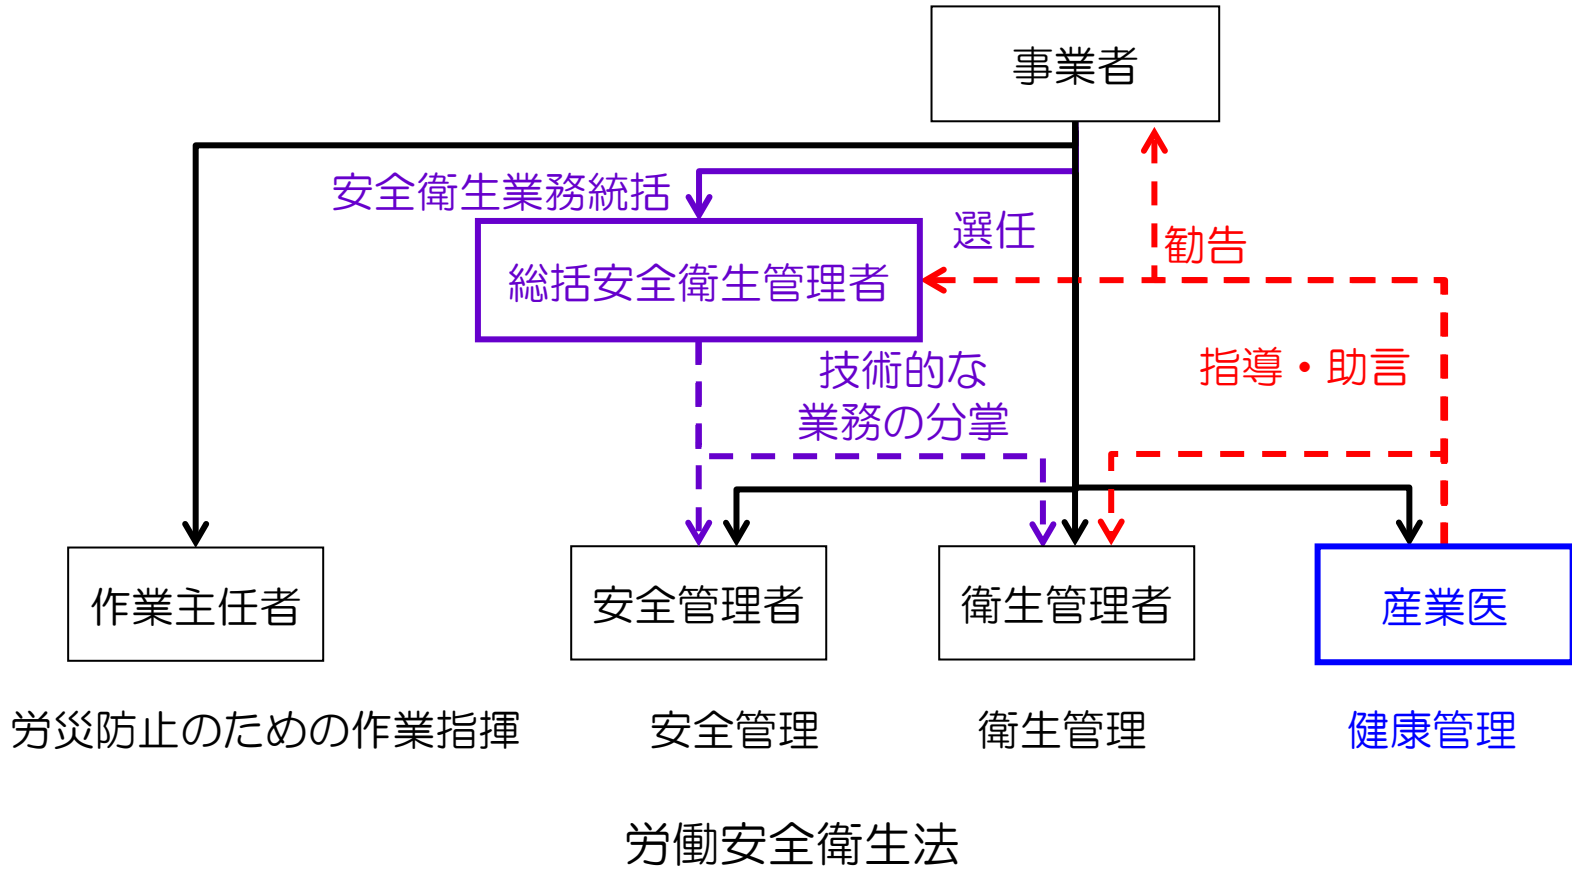 事業者
安全衛生業務統括
選任
勧告
総括安全衛生管理者
技術的な
業務の分掌
指導・助言
作業主任者
安全管理者
衛生管理者
産業医
労災防止のための作業指揮
安全管理
衛生管理
健康管理
労働安全衛生法